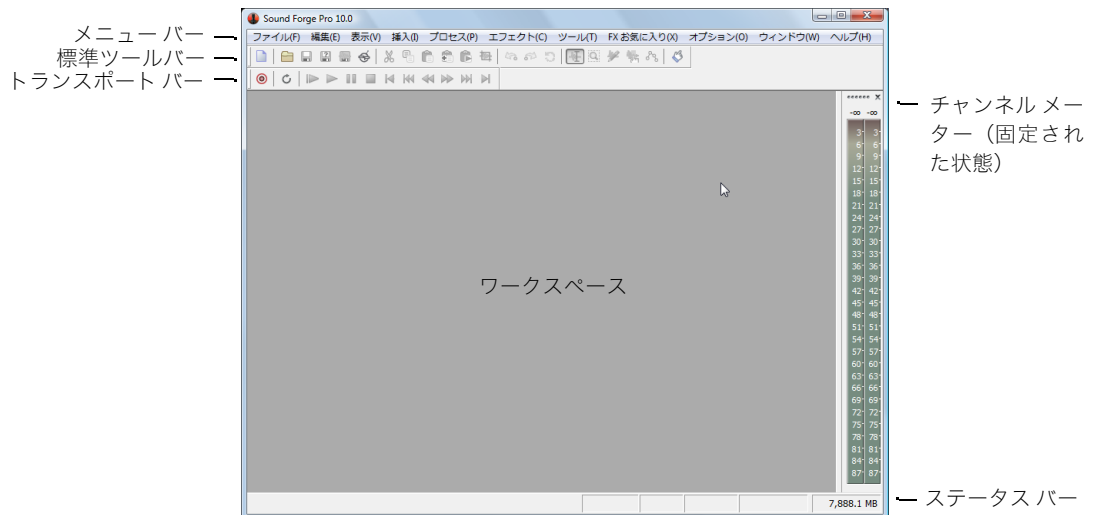 Sound Forge Pro 10.0
メニュー バー
ファイル(F) 編集(E) 表示(V) 挿入(I) プロセス(P) エフェクト(C) ツール(T) FX お気に入り(X) オプション(O) ウィンドウ(W) ヘルプ(H)
標準ツールバー
トランスポート バー
チャンネル メー
ター（固定され
た状態）
-∞ -∞
3 3
6 6
9 9
12 12
15 15
18 18
21 21
24 24
27 27
30 30
33 33
36 36
39 39
42 42
45 45
48 48
51 51
54 54
57 57
60 60
63 63
66 66
69 69
72 72
75 75
78 78
81 81
84 84
87 87
ワークスペース
7,888.1 MB
ステータス バー